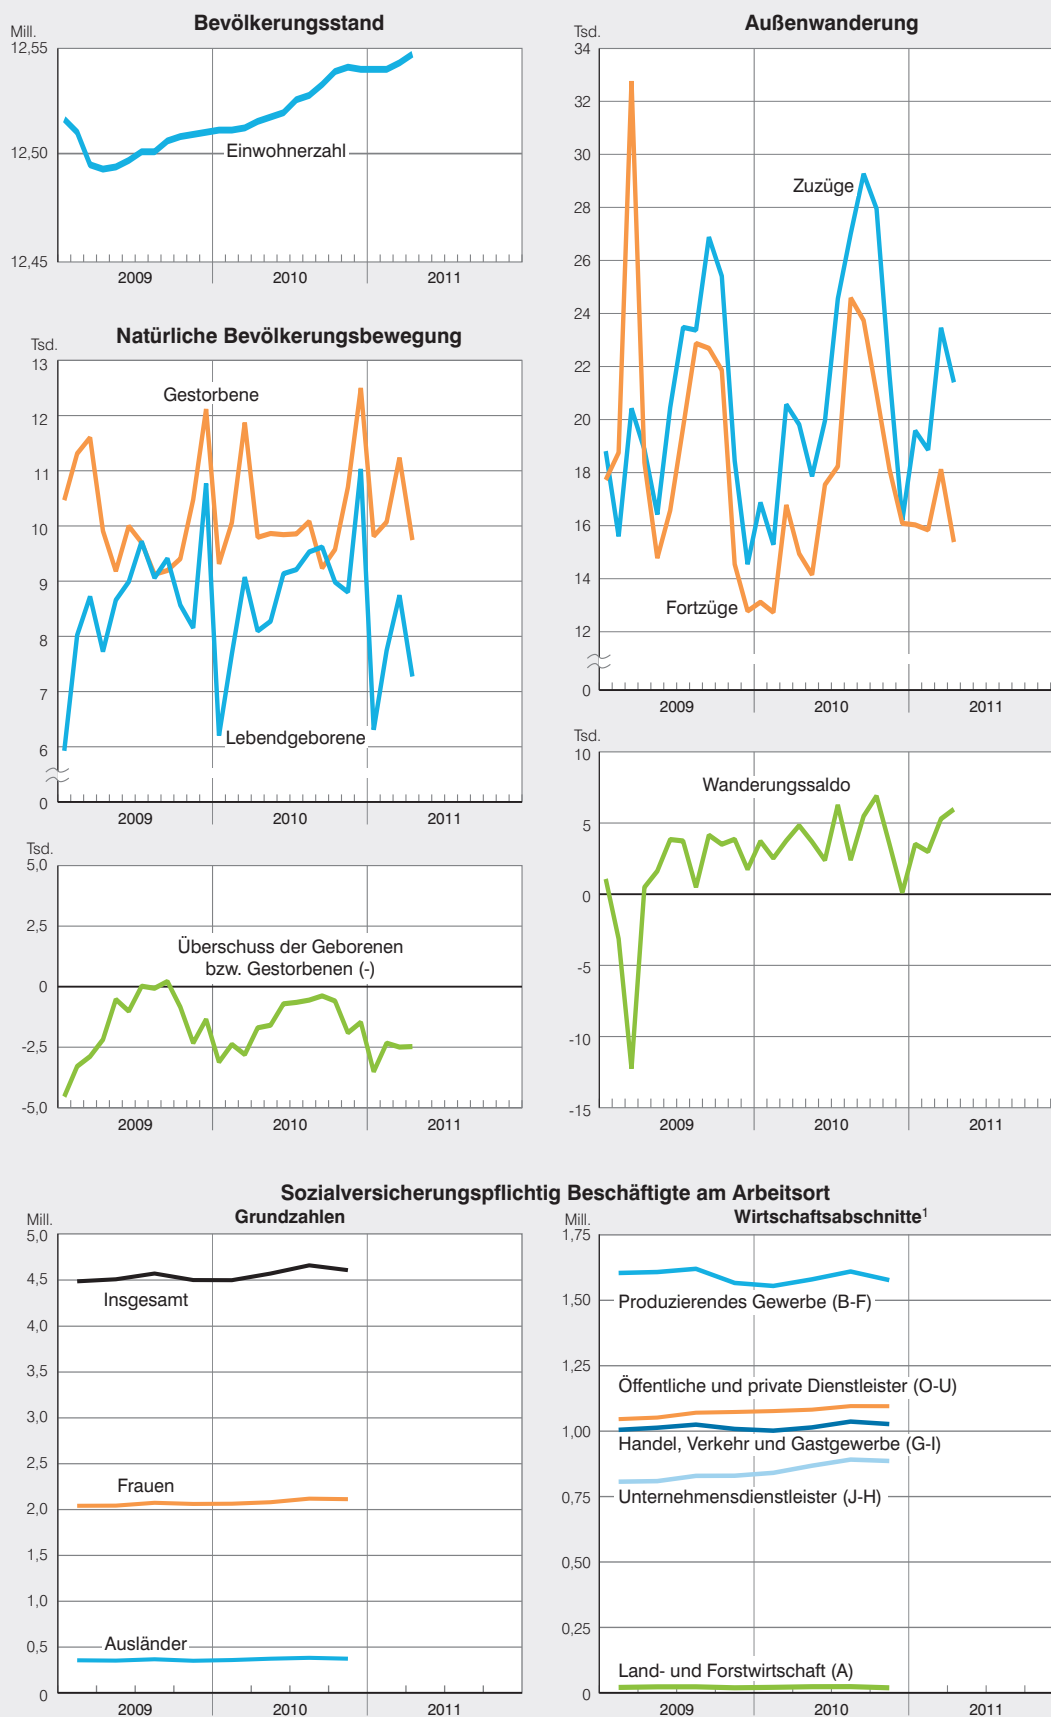 Bevölkerungsstand
Mill.
12,55
12,50
12,45
Einwohnerzahl
2009
2010
2011
Natürliche Bevölkerungsbewegung
Tsd.
13
12
11
10
9
8
7
6
0
Gestorbene
Lebendgeborene
2009
2010
2011
Tsd.
5,0
2,5
0
-2,5
-5,0
Überschuss der Geborenen
bzw. Gestorbenen (-)
2009
2010
2011
Außenwanderung
Tsd.
34
32
30
28
26
24
22
20
18
16
14
12
0
Zuzüge
Fortzüge
2009
2010
2011
Tsd.
10
5
0
-5
-10
-15
Wanderungssaldo
2009
2010
2011
Sozialversicherungspflichtig Beschäftigte am Arbeitsort
Grundzahlen
Mill.
5,0
4,5
4,0
3,5
3,0
2,5
2,0
1,5
1,0
0,5
0
Insgesamt
Frauen
Ausländer
2009
2010
2011
Wirtschaftsabschnitte¹
Mill.
1,75
1,50
1,25
1,00
0,75
0,50
0,25
0
Produzierendes Gewerbe (B-F)
Öffentliche und private Dienstleister (O-U)
Handel, Verkehr und Gastgewerbe (G-I)
Unternehmensdienstleister (J-H)
Land- und Forstwirtschaft (A)
2009
2010
2011